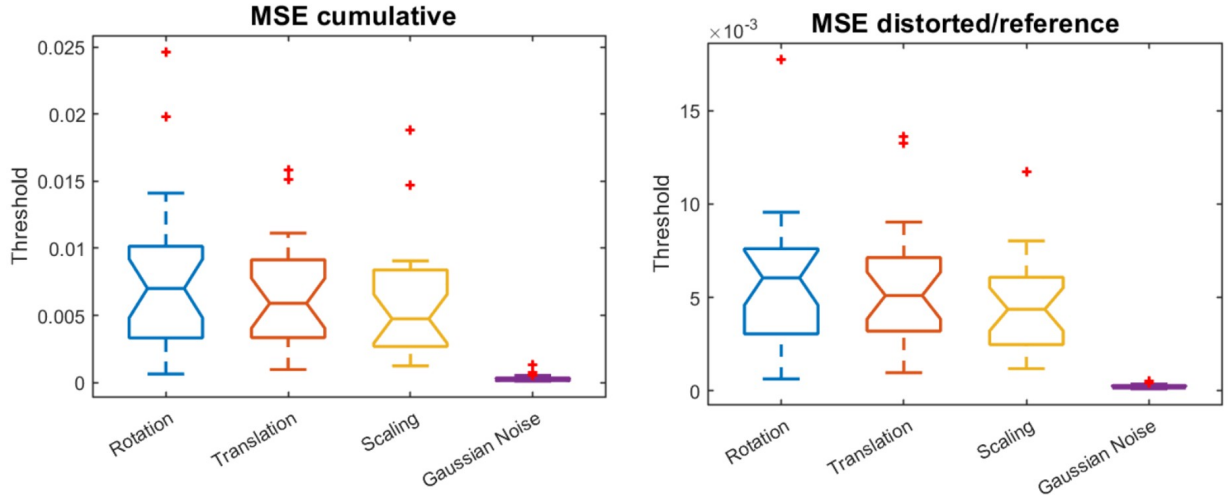 MSE cumulative
0.025
0.02
0.015
0.01
0.005
0
Threshold
Rotation
Translation
Scaling
Gaussian Noise
MSE distorted/reference
×10⁻³
15
10
5
0
Threshold
Rotation
Translation
Scaling
Gaussian Noise